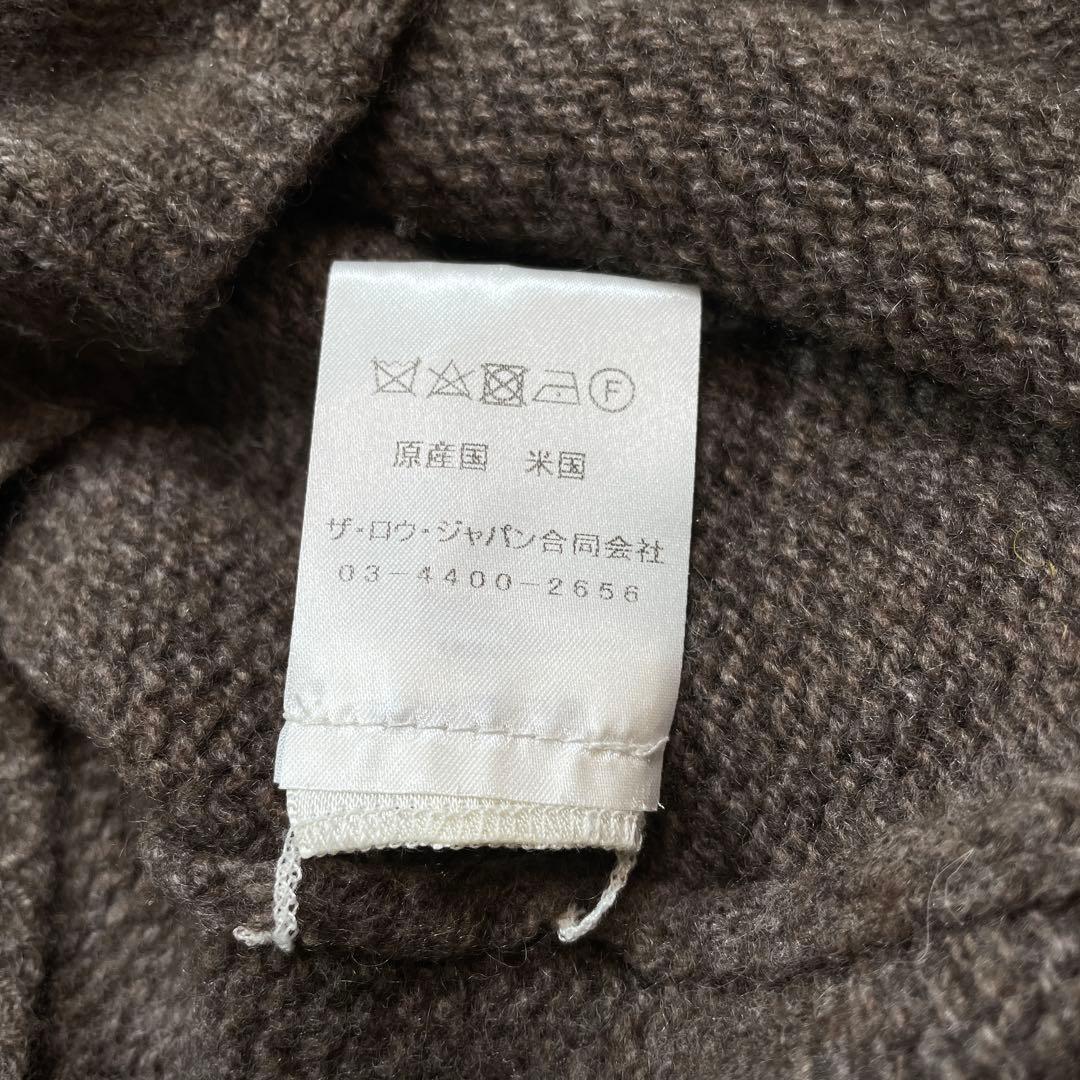 F
原産国 米国
ザ・ロウ・ジャパン合同会社
03-4400-2656